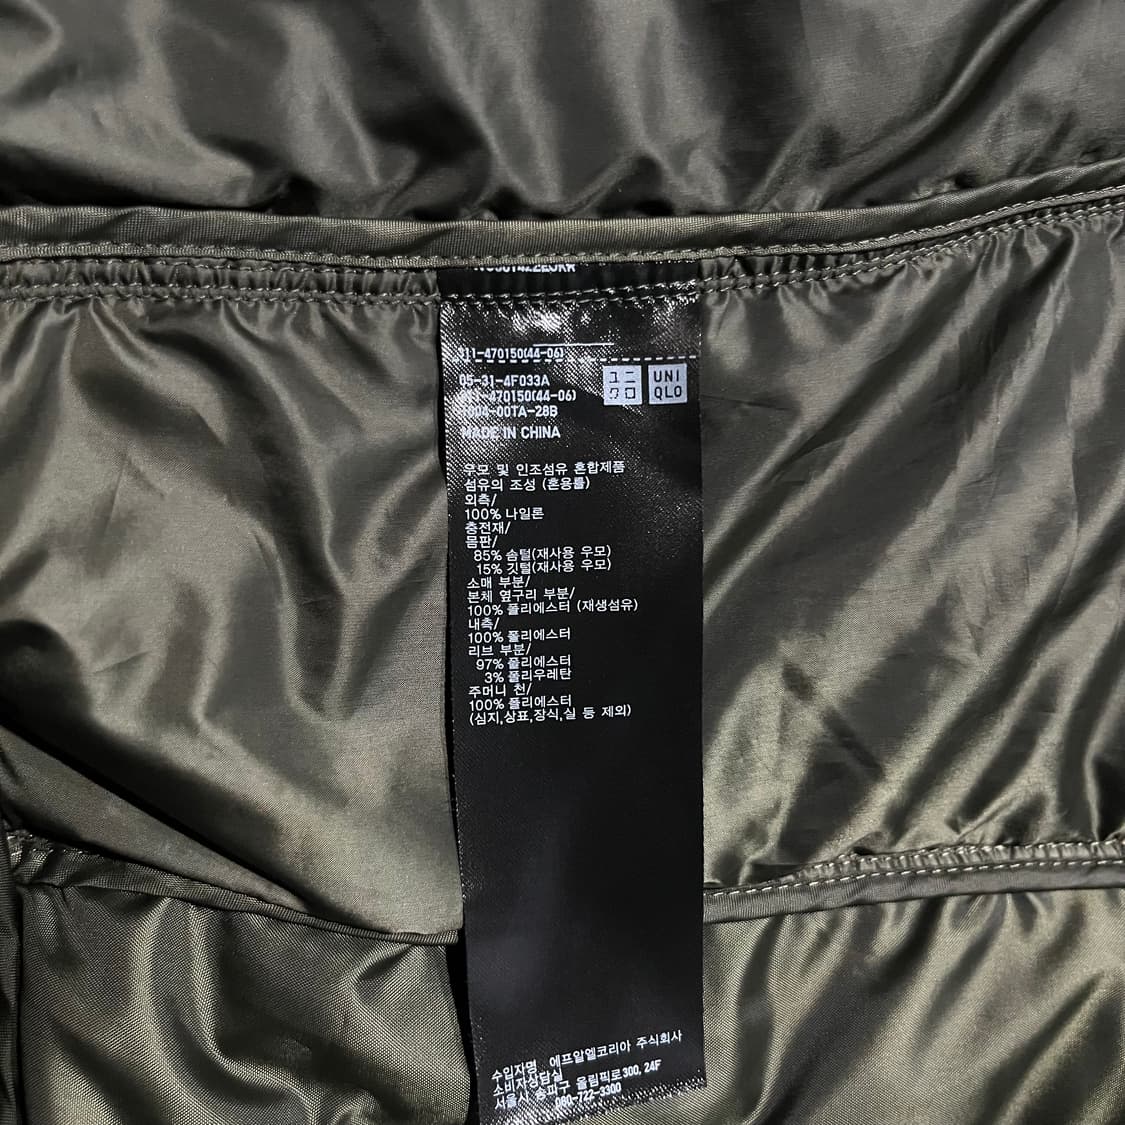 311-470150(44-06)
05-31-4F033A
311-470150(44-06)
ユニ
クロ
UNI
QLO
1004-00TA-28B
MADE IN CHINA
우모 및 인조섬유 혼합제품
섬유의 조성 (혼용률)
외측/
100% 나일론
충전재/
몸판/
85% 솜털(재사용 우모)
15% 깃털(재사용 우모)
소매 부분/
본체 옆구리 부분/
100% 폴리에스터 (재생섬유)
내측/
100% 폴리에스터
리브 부분/
97% 폴리에스터
3% 폴리우레탄
주머니 천/
100% 폴리에스터
(심지,상표,장식,실 등 제외)
수입자명 에프알엘코리아 주식회사
소비자상담실
서울시 송파구 올림픽로300, 24F
080-722-3300